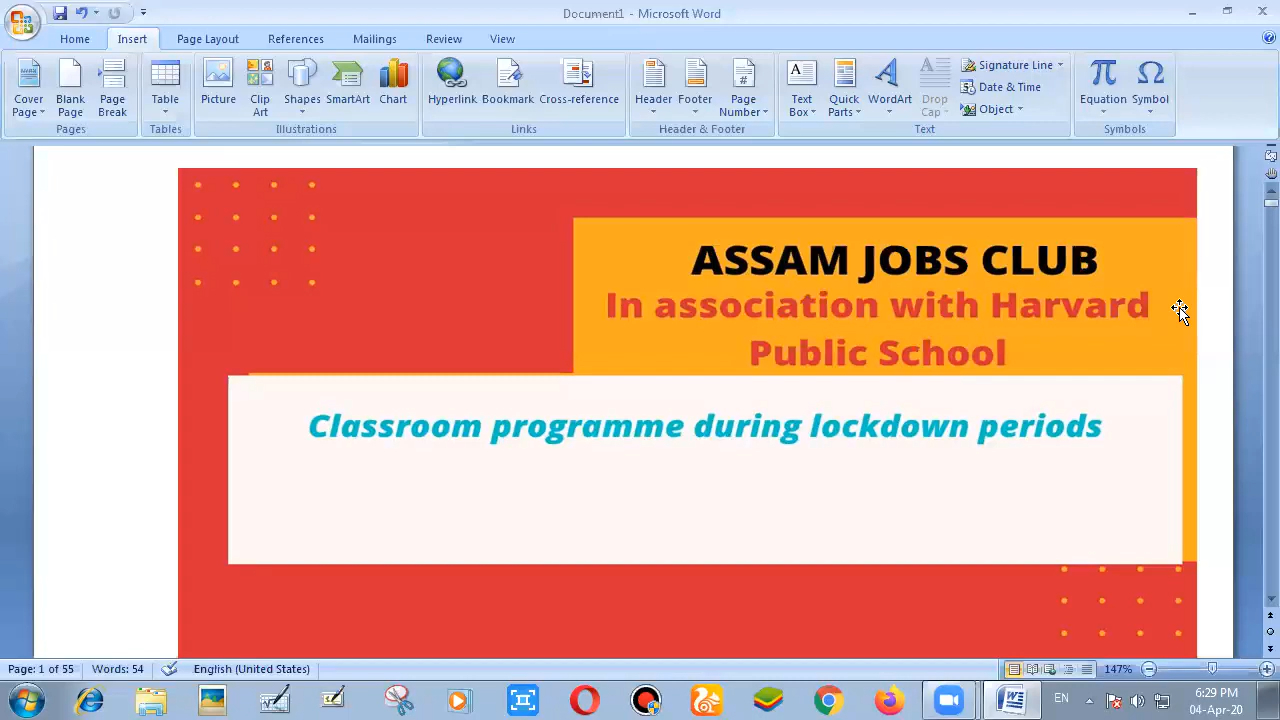 Document1 - Microsoft Word
Home Insert Page Layout References Mailings Review View
Cover Page Blank Page Page Break Table Picture Clip Art Shapes SmartArt Chart Hyperlink Bookmark Cross-reference Header Footer Page Number Text Box Quick Parts WordArt Drop Cap Signature Line Date & Time Object Equation Symbol
Pages Tables Illustrations Links Header & Footer Text Symbols
ASSAM JOBS CLUB
In association with Harvard
Public School
Classroom programme during lockdown periods
Page: 1 of 55 Words: 54 English (United States) 147%
EN 6:29 PM
04-Apr-20